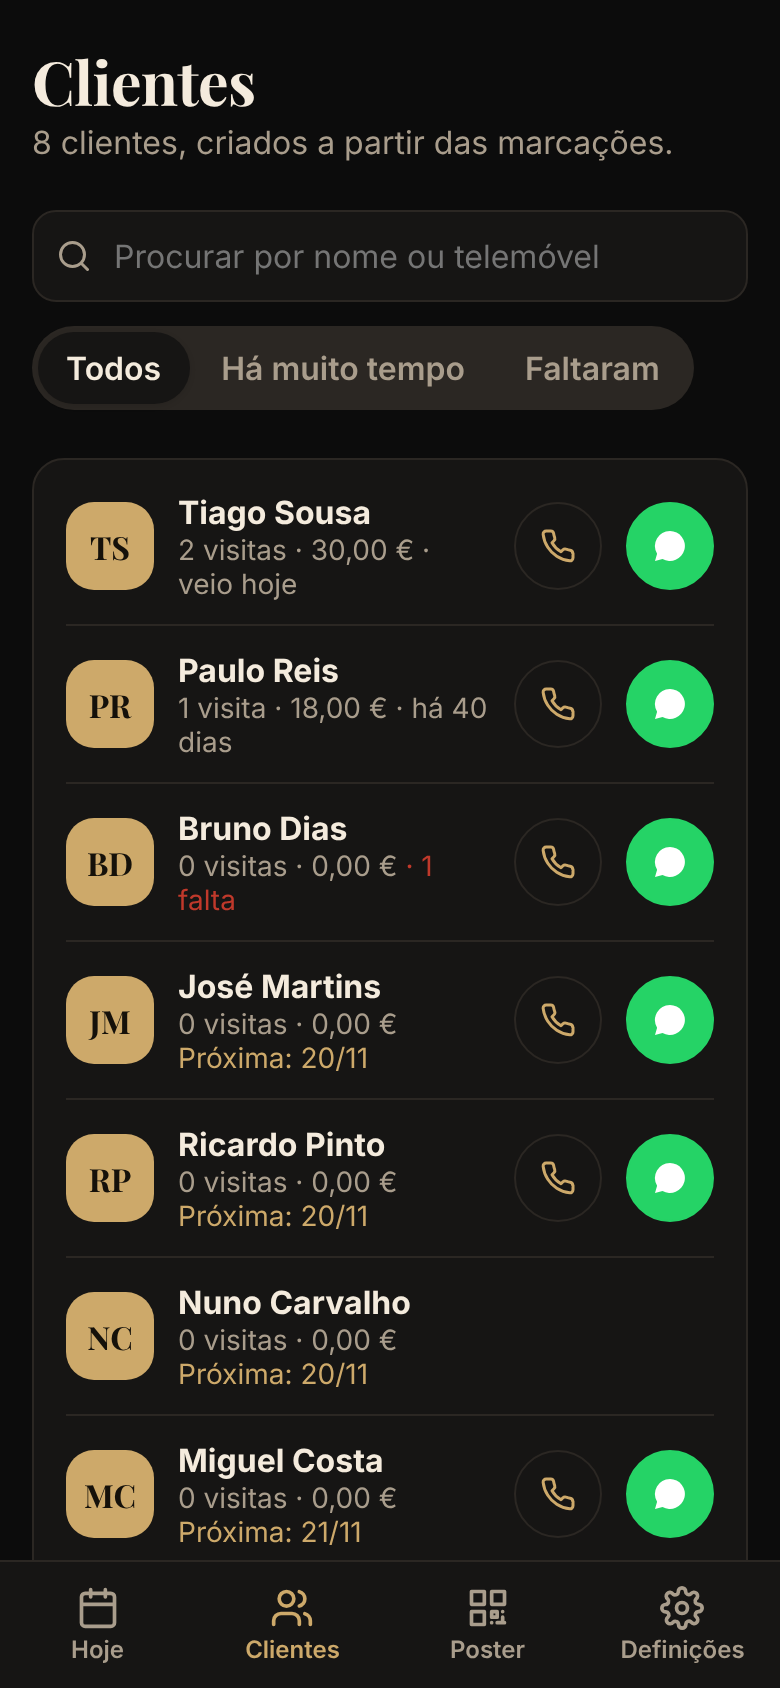 Clientes
8 clientes, criados a partir das marcações.
Procurar por nome ou telemóvel
Todos Há muito tempo Faltaram
TS
Tiago Sousa
2 visitas · 30,00 € ·
veio hoje
PR
Paulo Reis
1 visita · 18,00 € · há 40
dias
BD
Bruno Dias
0 visitas · 0,00 € · 1
falta
JM
José Martins
0 visitas · 0,00 €
Próxima: 20/11
RP
Ricardo Pinto
0 visitas · 0,00 €
Próxima: 20/11
NC
Nuno Carvalho
0 visitas · 0,00 €
Próxima: 20/11
MC
Miguel Costa
0 visitas · 0,00 €
Próxima: 21/11
Hoje Clientes Poster Definições